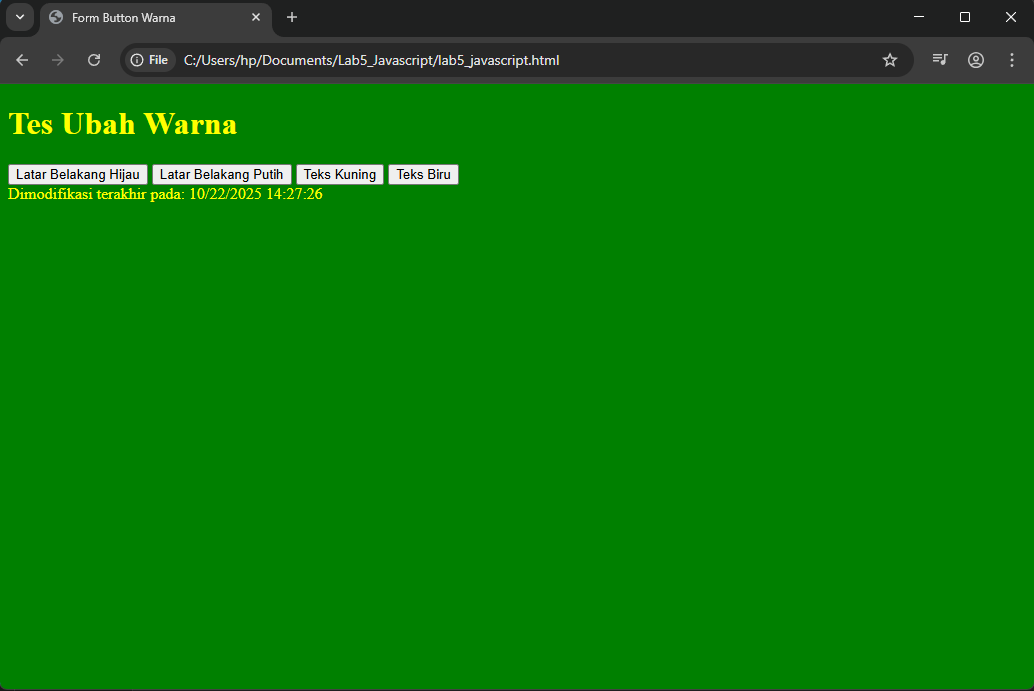 Form Button Warna
File C:/Users/hp/Documents/Lab5_Javascript/lab5_javascript.html
Tes Ubah Warna
Latar Belakang Hijau Latar Belakang Putih Teks Kuning Teks Biru
Dimodifikasi terakhir pada: 10/22/2025 14:27:26